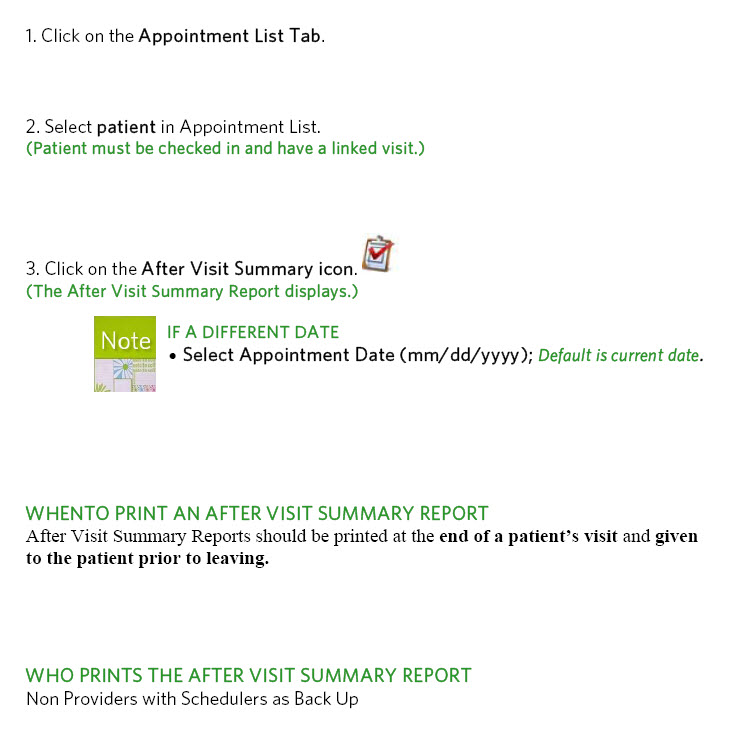 1. Click on the Appointment List Tab.
2. Select patient in Appointment List.
(Patient must be checked in and have a linked visit.)
3. Click on the After Visit Summary icon.
(The After Visit Summary Report displays.)
Note
IF A DIFFERENT DATE
• Select Appointment Date (mm/dd/yyyy); Default is current date.
WHENTO PRINT AN AFTER VISIT SUMMARY REPORT
After Visit Summary Reports should be printed at the end of a patient’s visit and given
to the patient prior to leaving.
WHO PRINTS THE AFTER VISIT SUMMARY REPORT
Non Providers with Schedulers as Back Up